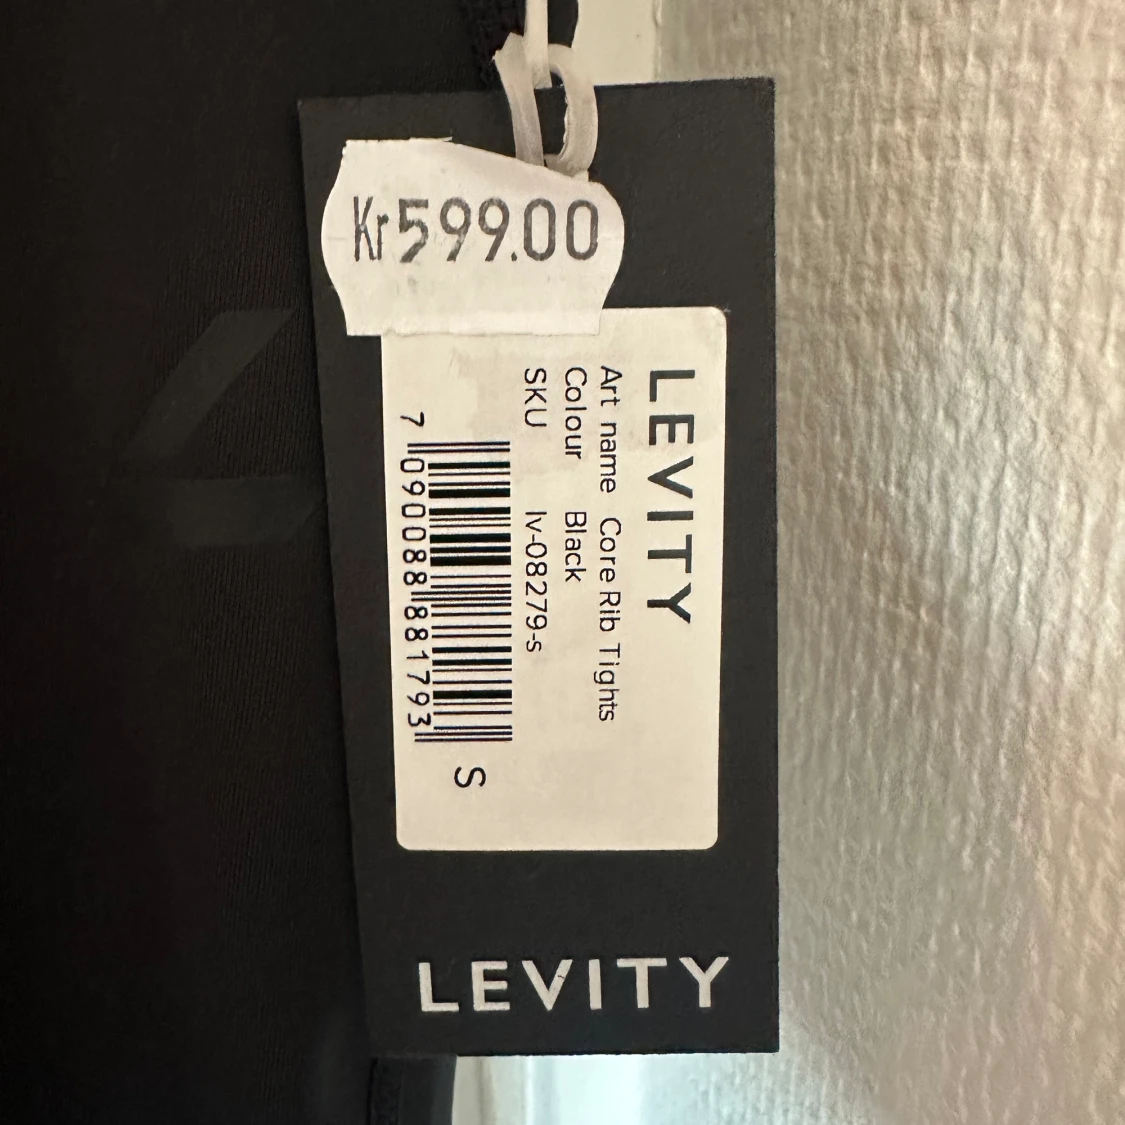 Kr599.00
LEVITY
Art name Core Rib Tights
Colour Black
SKU lv-08279-s
7 090088 881793
S
LEVITY